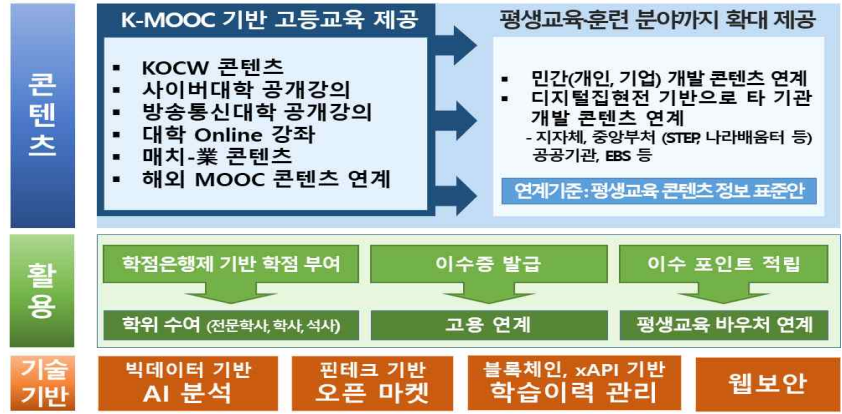 콘텐츠
K-MOOC 기반 고등교육 제공
▪ KOCW 콘텐츠
▪ 사이버대학 공개강의
▪ 방송통신대학 공개강의
▪ 대학 Online 강좌
▪ 매치-業 콘텐츠
▪ 해외 MOOC 콘텐츠 연계
평생교육·훈련 분야까지 확대 제공
▪ 민간(개인, 기업) 개발 콘텐츠 연계
▪ 디지털집현전 기반으로 타 기관
개발 콘텐츠 연계
- 지자체, 중앙부처 (STEP, 나라배움터 등)
공공기관, EBS 등
연계기준 : 평생교육 콘텐츠 정보 표준안
활용
학점은행제 기반 학점 부여
이수증 발급
이수 포인트 적립
학위 수여 (전문학사, 학사, 석사)
고용 연계
평생교육 바우처 연계
기술
기반
빅데이터 기반
AI 분석
핀테크 기반
오픈 마켓
블록체인, xAPI 기반
학습이력 관리
웹보안